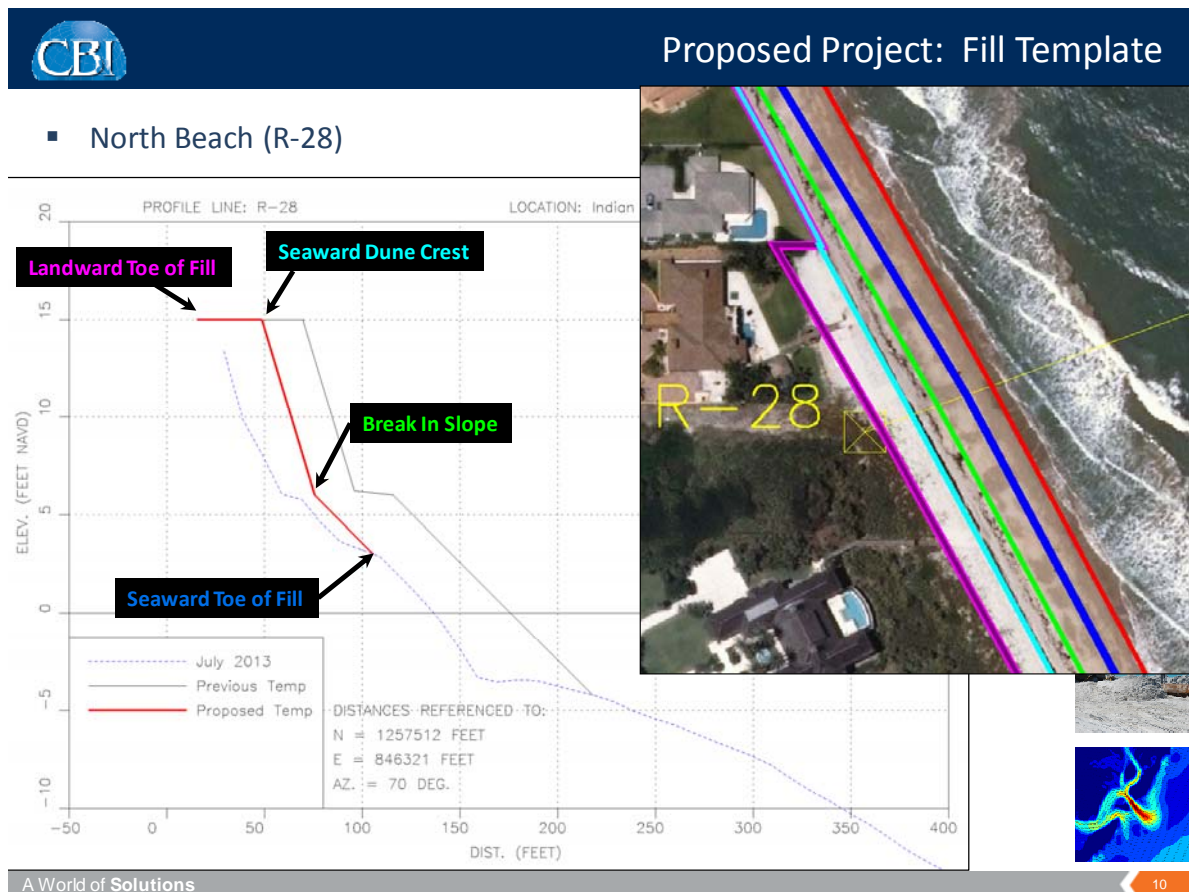 CB&I
Proposed Project: Fill Template
▪ North Beach (R-28)
PROFILE LINE: R-28
LOCATION: Indian
Landward Toe of Fill
Seaward Dune Crest
Break In Slope
Seaward Toe of Fill
ELEV. (FEET NAVD)
20
15
10
5
0
-5
-10
July 2013
Previous Temp
Proposed Temp
DISTANCES REFERENCED TO:
N = 1257512 FEET
E = 846321 FEET
AZ. = 70 DEG.
-50 0 50 100 150 200 250 300 350 400
DIST. (FEET)
R-28
A World of Solutions
10